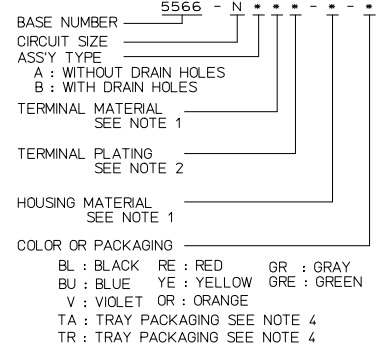 5566 - N * * * - * - *
BASE NUMBER
CIRCUIT SIZE
ASS'Y TYPE
A : WITHOUT DRAIN HOLES
B : WITH DRAIN HOLES
TERMINAL MATERIAL
SEE NOTE 1
TERMINAL PLATING
SEE NOTE 2
HOUSING MATERIAL
SEE NOTE 1
COLOR OR PACKAGING
BL : BLACK RE : RED GR : GRAY
BU : BLUE YE : YELLOW GRE : GREEN
V : VIOLET OR : ORANGE
TA : TRAY PACKAGING SEE NOTE 4
TR : TRAY PACKAGING SEE NOTE 4